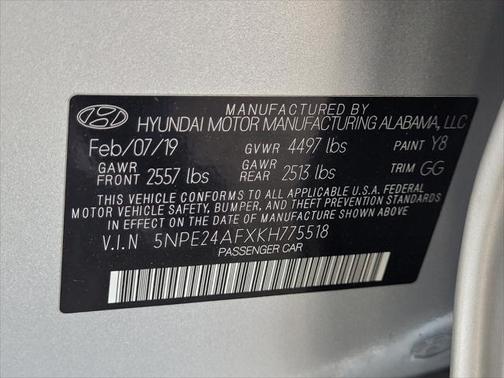 MANUFACTURED BY
HYUNDAI MOTOR MANUFACTURING ALABAMA, LLC
Feb/07/19 GVWR 4497 lbs PAINT Y8
GAWR FRONT 2557 lbs GAWR REAR 2513 lbs TRIM GG
THIS VEHICLE CONFORMS TO ALL APPLICABLE U.S.A. FEDERAL
MOTOR VEHICLE SAFETY, BUMPER, AND THEFT PREVENTION
STANDARDS IN EFFECT ON THE DATE OF MANUFACTURE SHOWN ABOVE.
V.I.N 5NPE24AFXKH775518
PASSENGER CAR